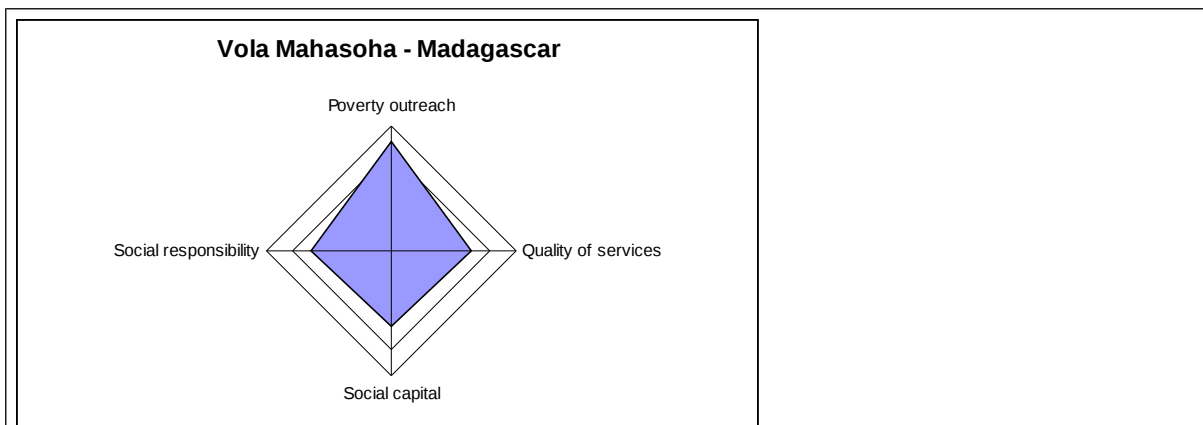 Vola Mahasoha - Madagascar
Poverty outreach
Social responsibility
Quality of services
Social capital